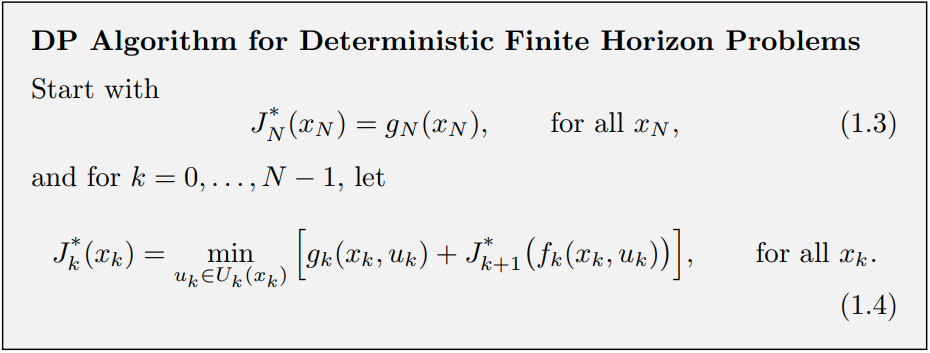 DP Algorithm for Deterministic Finite Horizon Problems
Start with
J*_N(x_N) = g_N(x_N), for all x_N, (1.3)
and for k = 0, . . . , N − 1, let
J*_k(x_k) = min_{u_k∈U_k(x_k)} [g_k(x_k, u_k) + J*_{k+1}(f_k(x_k, u_k))], for all x_k.
(1.4)